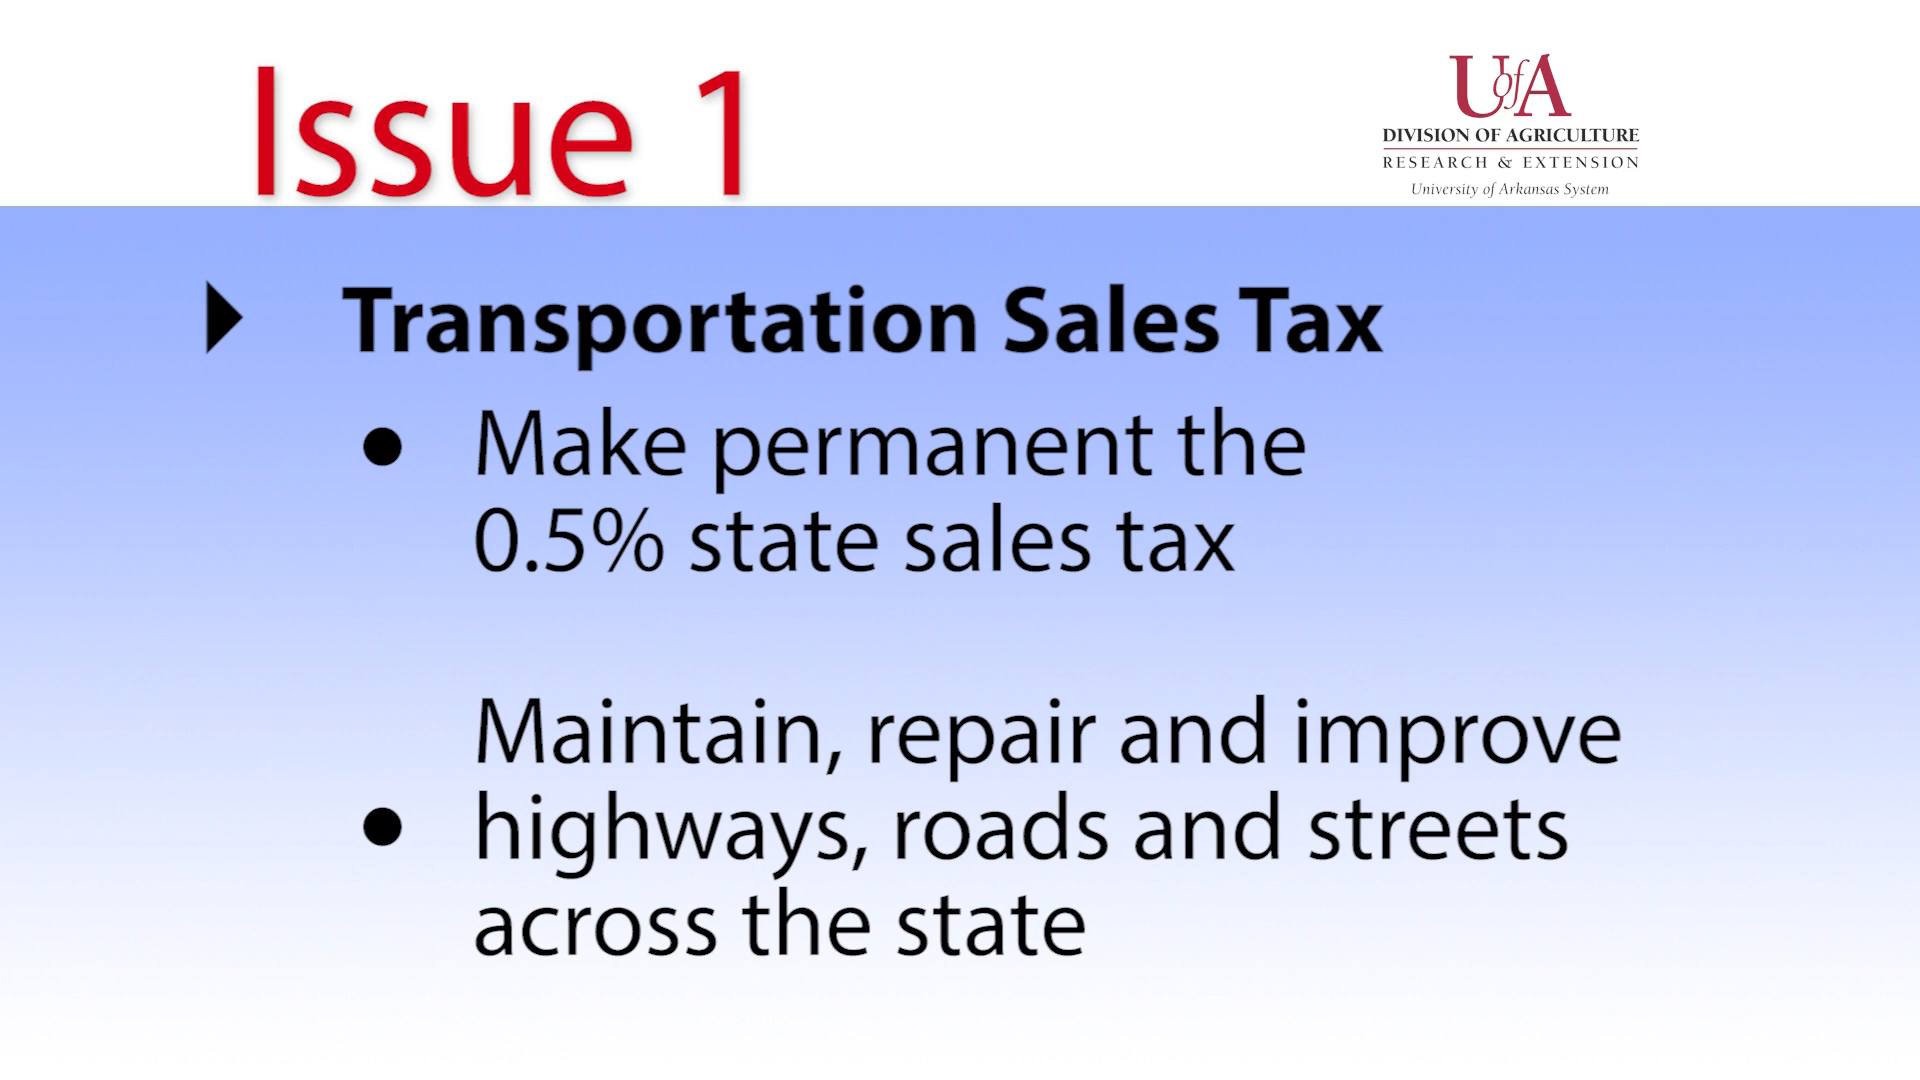 Issue 1
UofA
DIVISION OF AGRICULTURE
RESEARCH & EXTENSION
University of Arkansas System
Transportation Sales Tax
Make permanent the
0.5% state sales tax
Maintain, repair and improve
highways, roads and streets
across the state